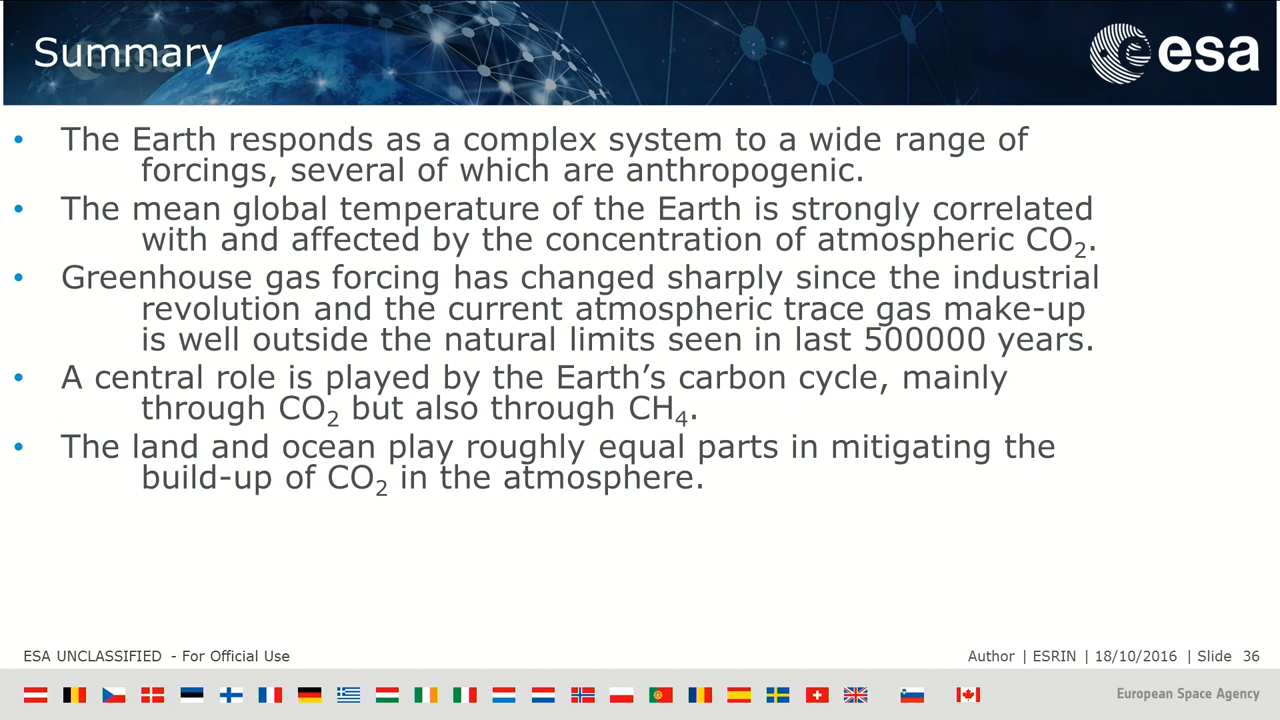 Summary
esa
• The Earth responds as a complex system to a wide range of
forcings, several of which are anthropogenic.
• The mean global temperature of the Earth is strongly correlated
with and affected by the concentration of atmospheric CO₂.
• Greenhouse gas forcing has changed sharply since the industrial
revolution and the current atmospheric trace gas make-up
is well outside the natural limits seen in last 500000 years.
• A central role is played by the Earth’s carbon cycle, mainly
through CO₂ but also through CH₄.
• The land and ocean play roughly equal parts in mitigating the
build-up of CO₂ in the atmosphere.
ESA UNCLASSIFIED - For Official Use
Author | ESRIN | 18/10/2016 | Slide 36
European Space Agency